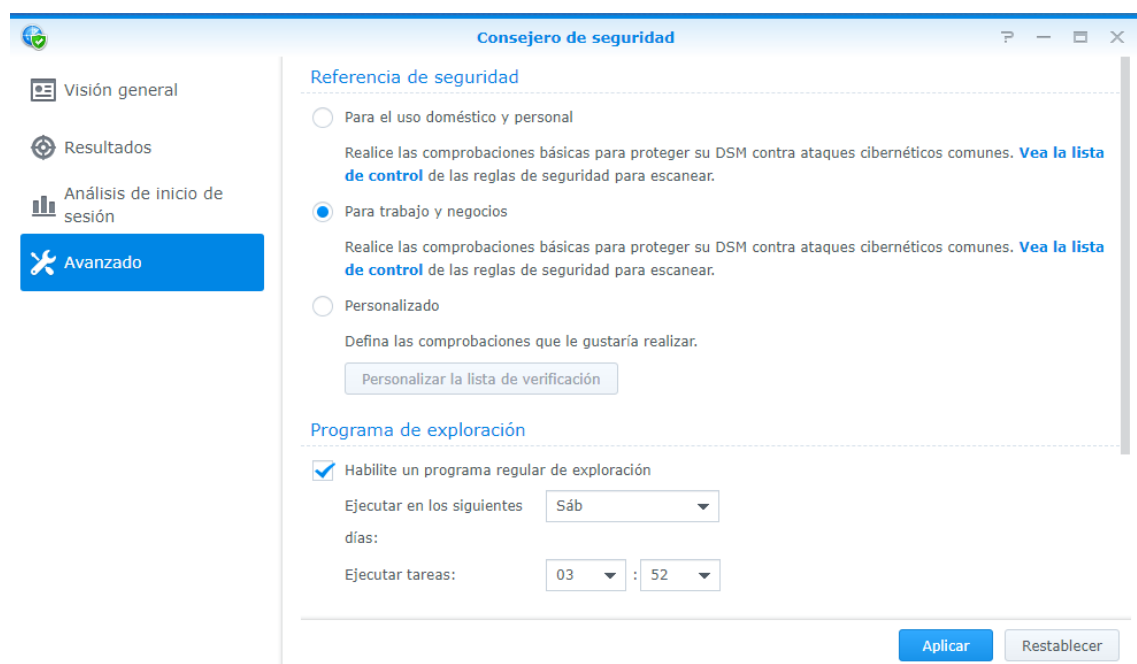 Consejero de seguridad
Visión general
Resultados
Análisis de inicio de
sesión
Avanzado
Referencia de seguridad
Para el uso doméstico y personal
Realice las comprobaciones básicas para proteger su DSM contra ataques cibernéticos comunes. Vea la lista
de control de las reglas de seguridad para escanear.
Para trabajo y negocios
Realice las comprobaciones básicas para proteger su DSM contra ataques cibernéticos comunes. Vea la lista
de control de las reglas de seguridad para escanear.
Personalizado
Defina las comprobaciones que le gustaría realizar.
Personalizar la lista de verificación
Programa de exploración
Habilite un programa regular de exploración
Ejecutar en los siguientes
días:
Sáb
Ejecutar tareas:
03 : 52
Aplicar
Restablecer